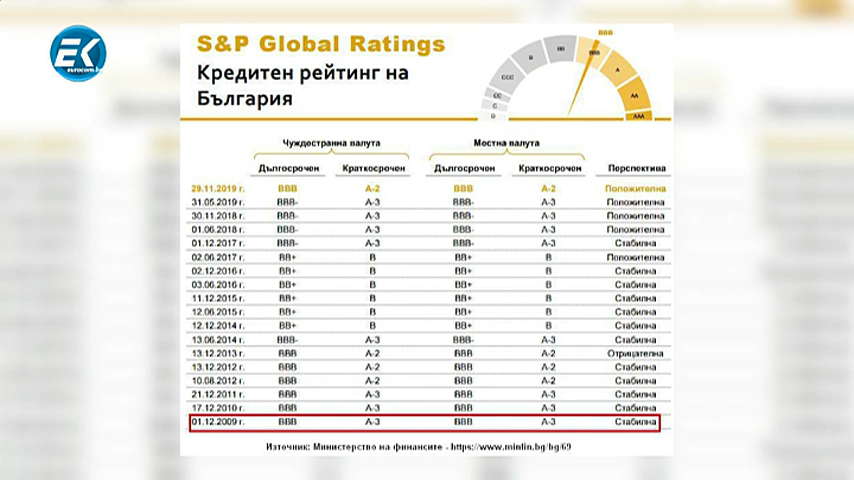 EK
eurocom.bg
S&P Global Ratings
Кредитен рейтинг на
България
BBB
D
C
CC
CCC
B
BB
BBB
A
AA
AAA
Чуждестранна валута Местна валута
Дългосрочен Краткосрочен Дългосрочен Краткосрочен Перспектива
29.11.2019 г. BBB A-2 BBB A-2 Положителна
31.05.2019 г. BBB- A-3 BBB- A-3 Положителна
30.11.2018 г. BBB- A-3 BBB- A-3 Положителна
01.06.2018 г. BBB- A-3 BBB- A-3 Положителна
01.12.2017 г. BBB- A-3 BBB- A-3 Стабилна
02.06.2017 г. BB+ B BB+ B Положителна
02.12.2016 г. BB+ B BB+ B Стабилна
03.06.2016 г. BB+ B BB+ B Стабилна
11.12.2015 г. BB+ B BB+ B Стабилна
12.06.2015 г. BB+ B BB+ B Стабилна
12.12.2014 г. BB+ B BB+ B Стабилна
13.06.2014 г. BBB- A-3 BBB- A-3 Стабилна
13.12.2013 г. BBB A-2 BBB A-2 Отрицателна
13.12.2012 г. BBB A-2 BBB A-2 Стабилна
10.08.2012 г. BBB A-2 BBB A-2 Стабилна
21.12.2011 г. BBB A-3 BBB A-3 Стабилна
17.12.2010 г. BBB A-3 BBB A-3 Стабилна
01.12.2009 г. BBB A-3 BBB A-3 Стабилна
Източник: Министерство на финансите - https://www.minfin.bg/bg/69